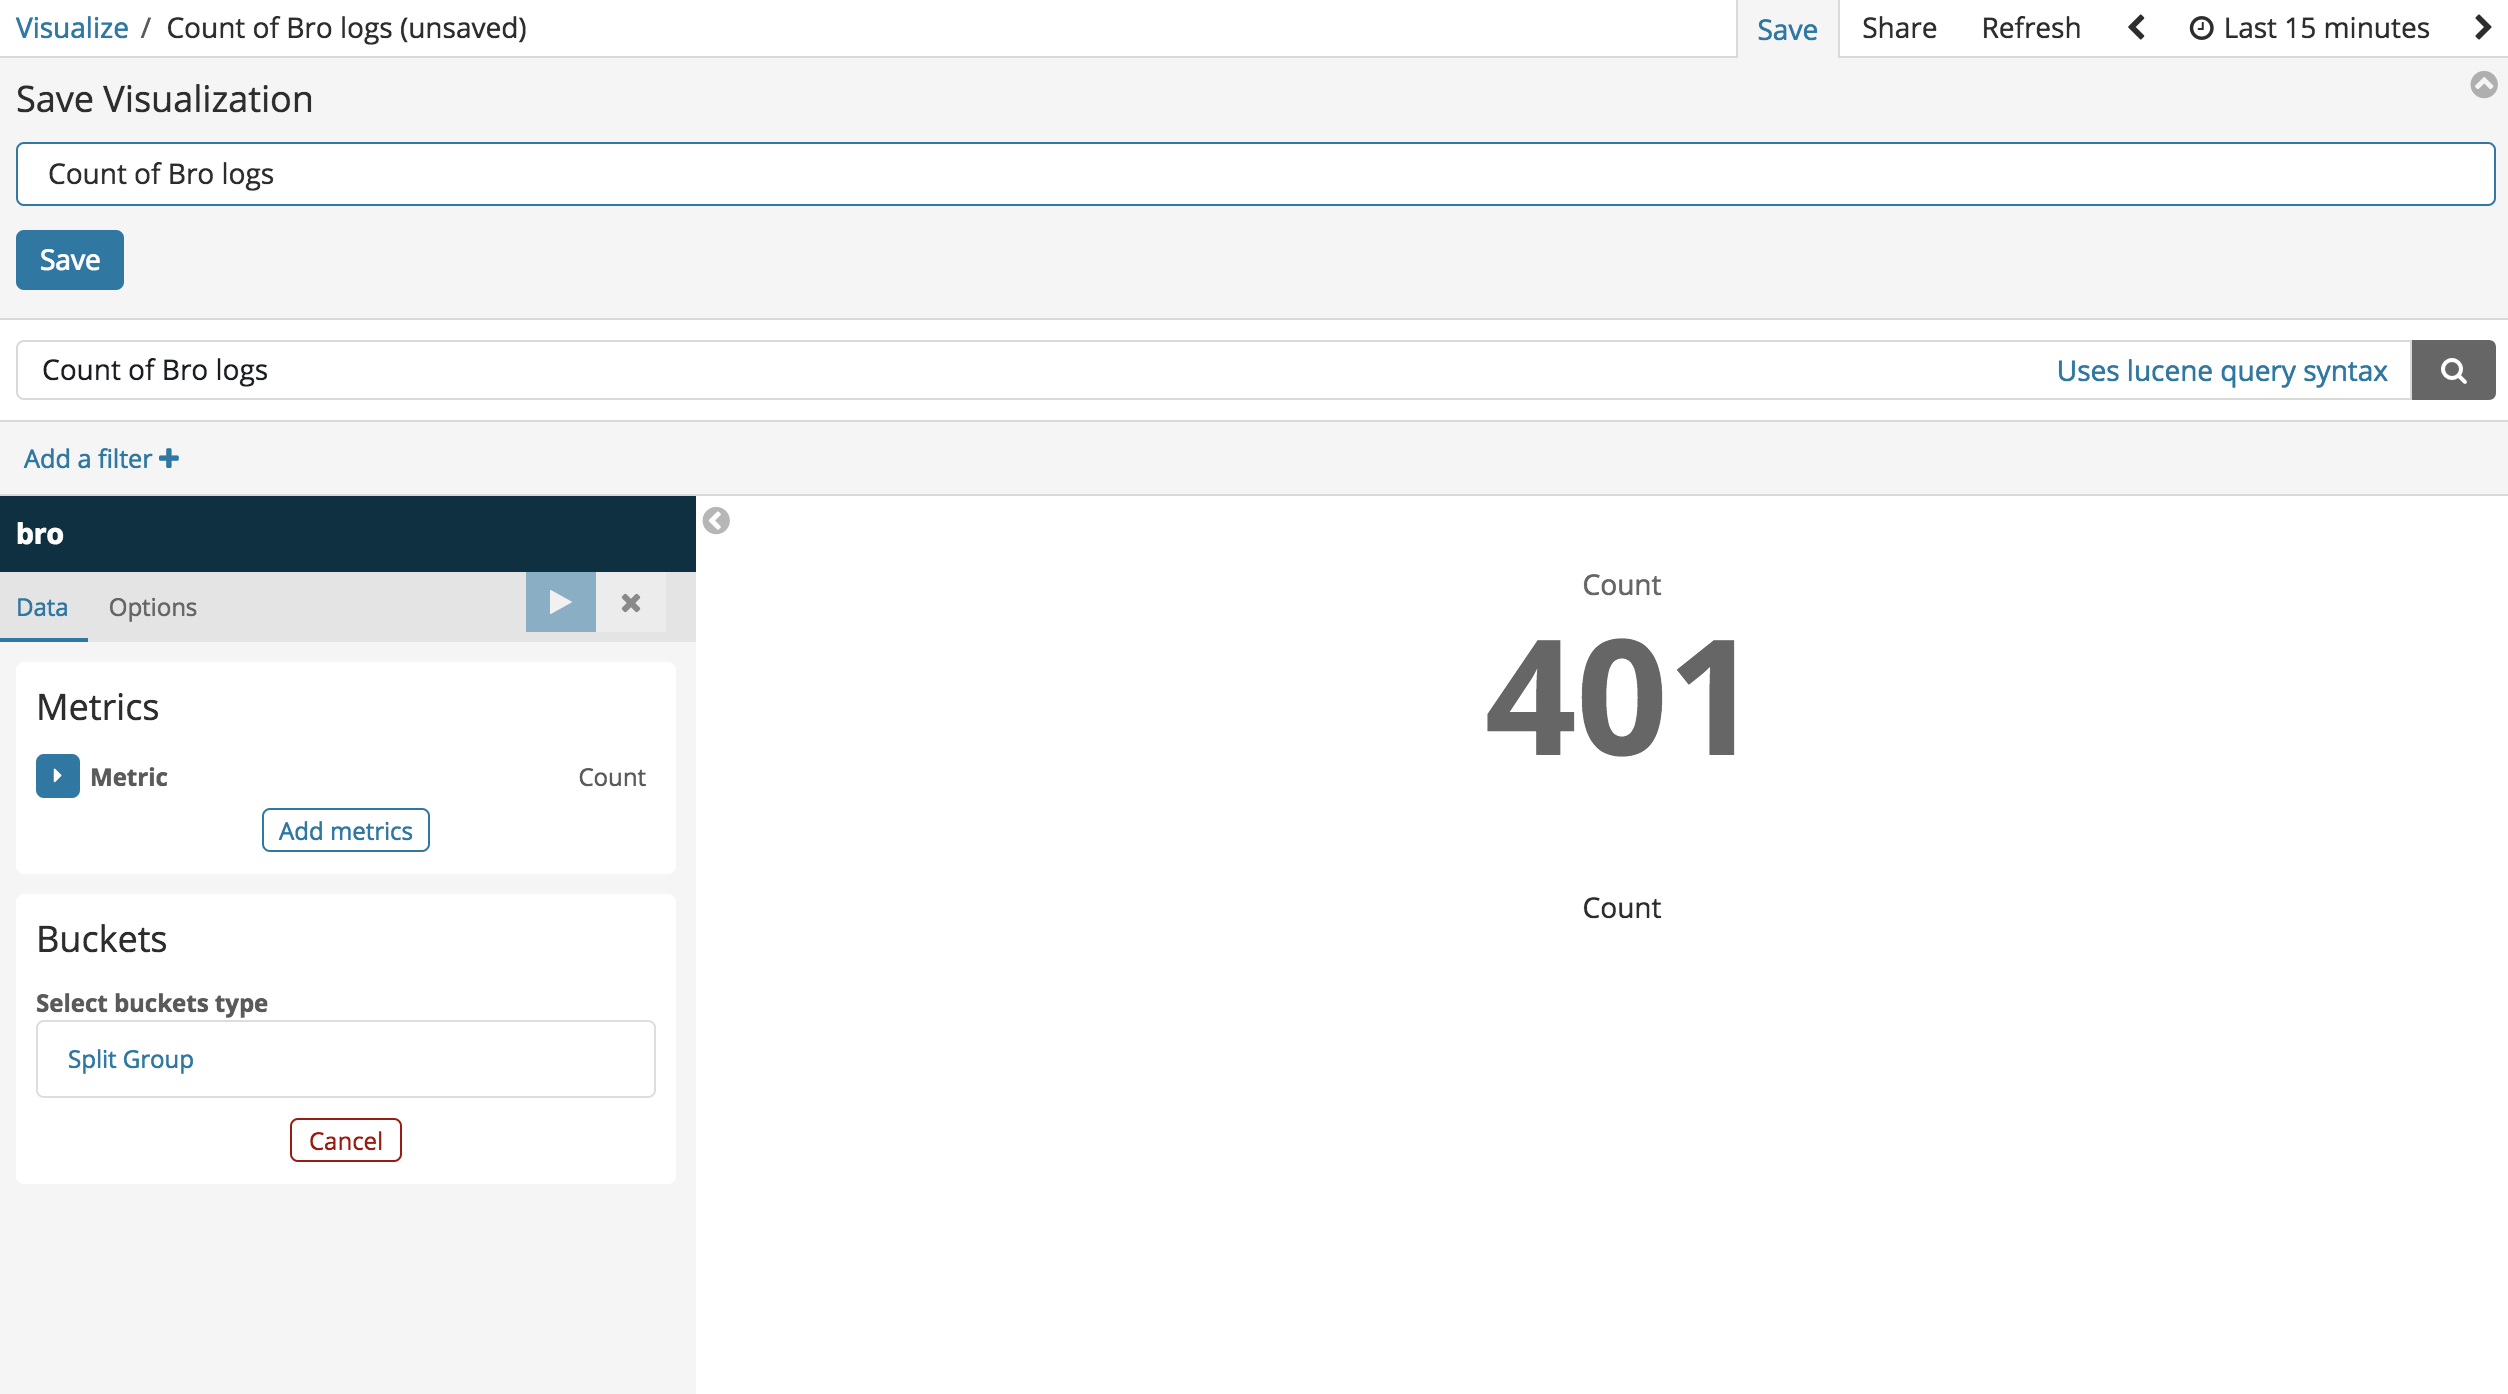 Visualize / Count of Bro logs (unsaved) Save Share Refresh Last 15 minutes
Save Visualization
Count of Bro logs
Save
Count of Bro logs Uses lucene query syntax
Add a filter
bro
Data Options
Metrics
Metric Count
Add metrics
Buckets
Select buckets type
Split Group
Cancel
Count
401
Count